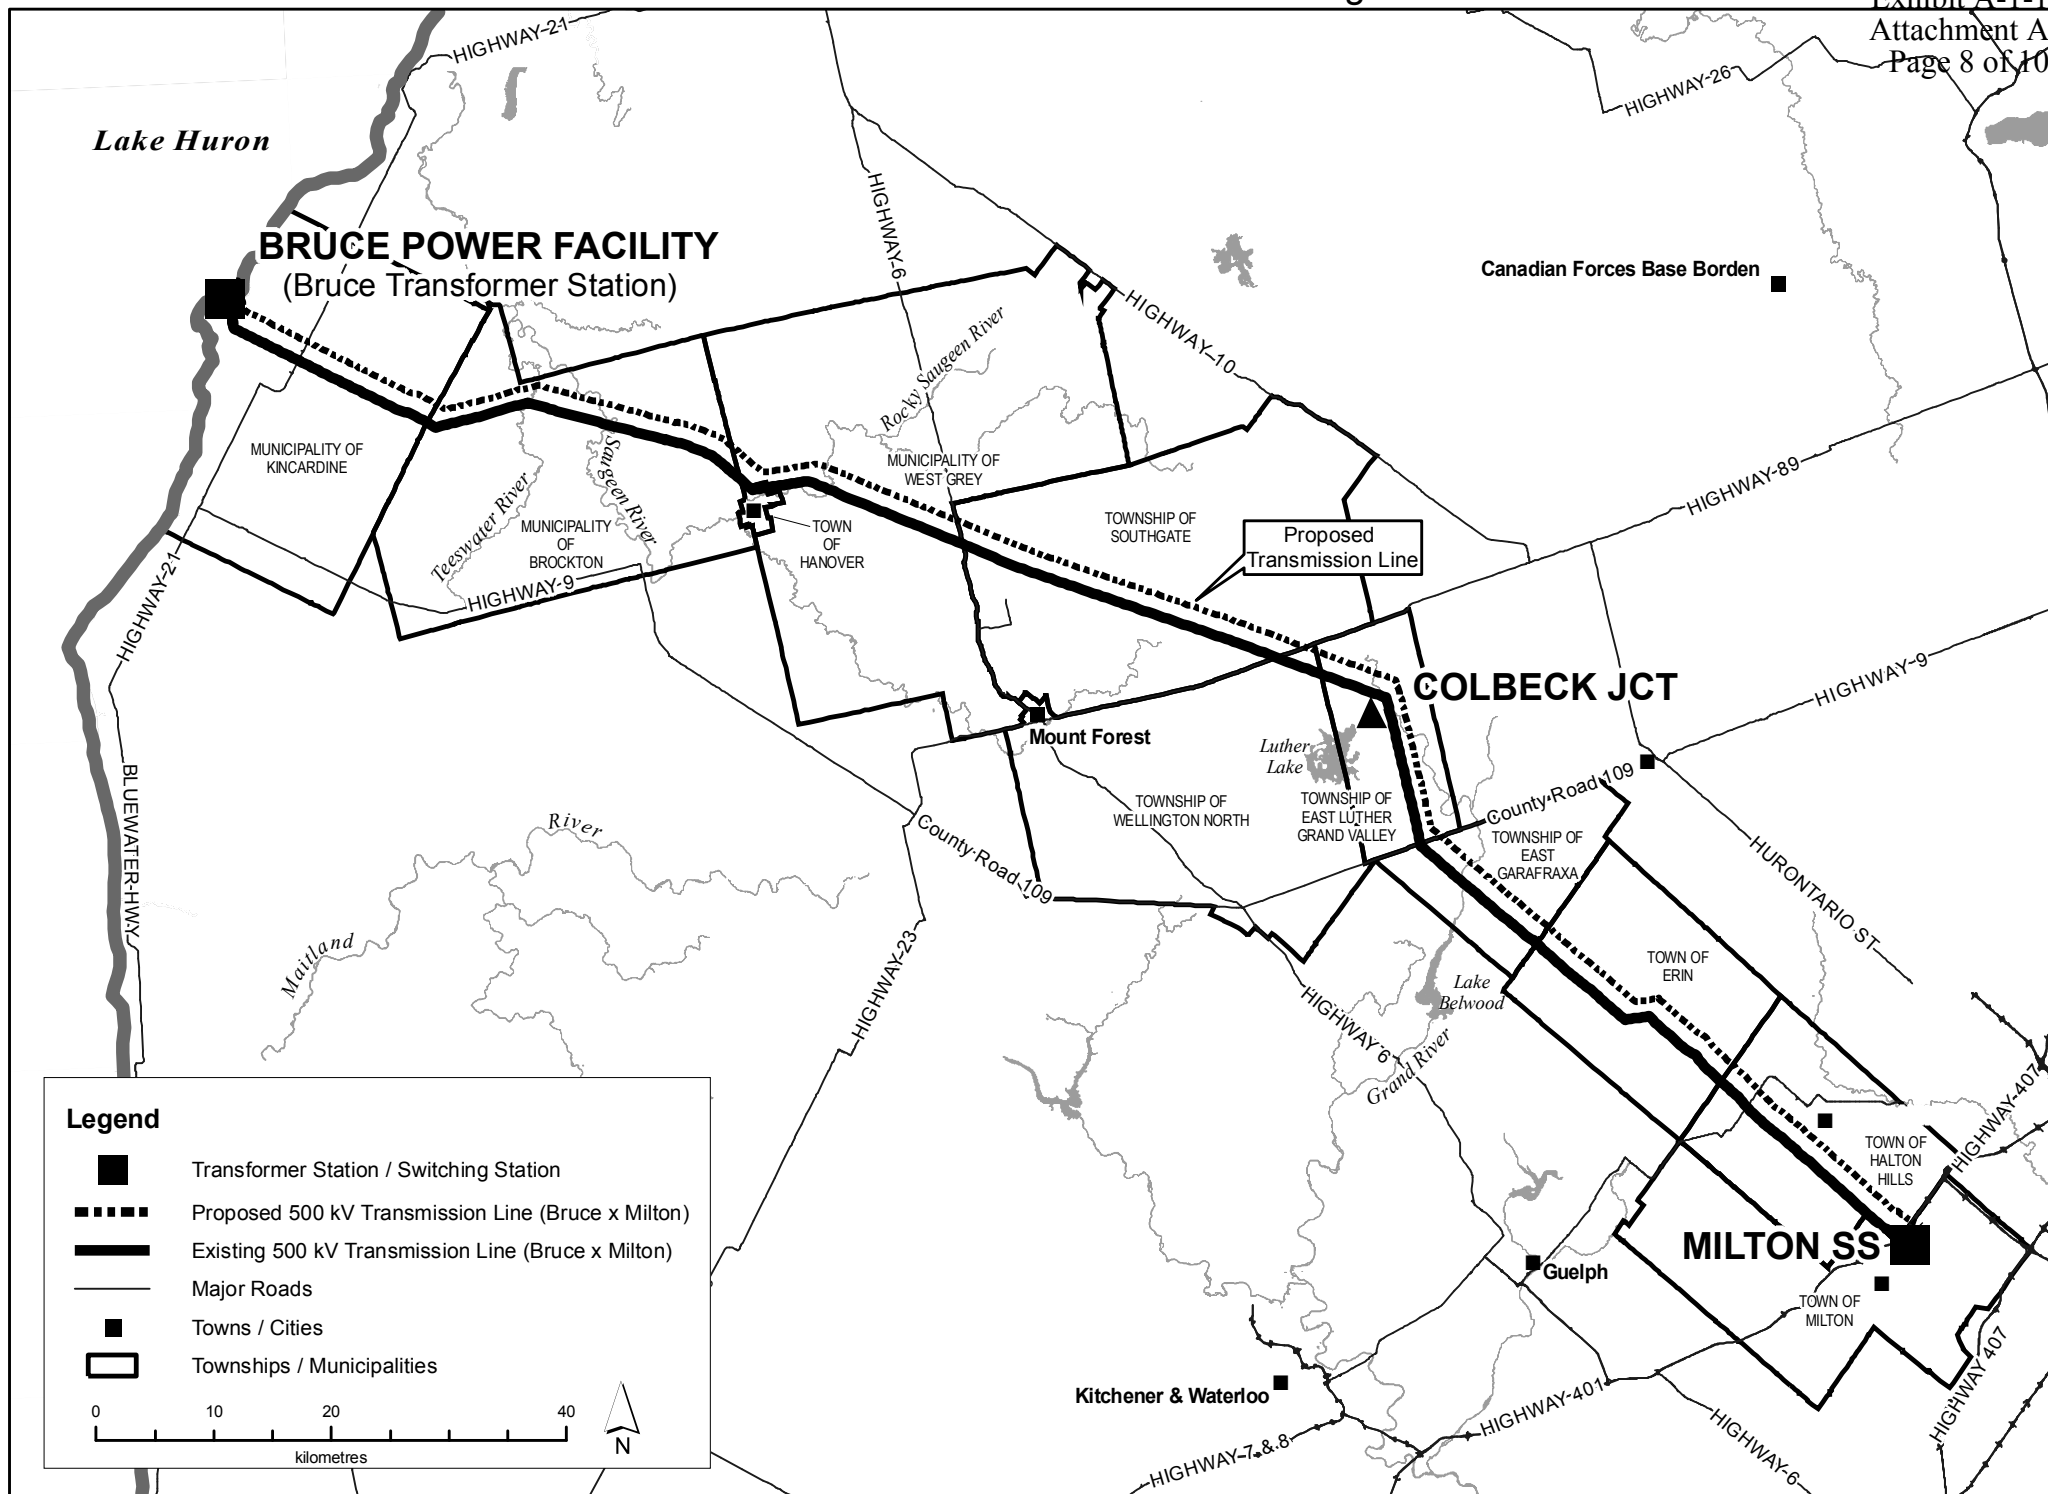 Exhibit A-1-1
Attachment A
Page 8 of 10
HIGHWAY-21
HIGHWAY-26
Lake Huron
HIGHWAY-6
BRUCE POWER FACILITY
(Bruce Transformer Station)
Canadian Forces Base Borden
HIGHWAY-10
Rocky Saugeen River
MUNICIPALITY OF
KINCARDINE
MUNICIPALITY OF
WEST GREY
HIGHWAY-89
Teeswater River
Saugeen River
MUNICIPALITY
OF
BROCKTON
TOWN
OF
HANOVER
TOWNSHIP OF
SOUTHGATE
Proposed
Transmission Line
HIGHWAY-9
HIGHWAY-21
COLBECK JCT
HIGHWAY-9
Mount Forest
Luther
Lake
BLUEWATER-HWY
TOWNSHIP OF
WELLINGTON NORTH
TOWNSHIP OF
EAST LUTHER
GRAND VALLEY
County-Road 109
TOWNSHIP OF
EAST
GARAFRAXA
River
County-Road 109
HURONTARIO ST
Maitland
HIGHWAY-23
TOWN OF
ERIN
Lake
Belwood
HIGHWAY 6
Grand River
HIGHWAY-407
TOWN OF
HALTON
HILLS
MILTON SS
Guelph
TOWN OF
MILTON
HIGHWAY 407
Kitchener & Waterloo
HIGHWAY-401
HIGHWAY-7 & 8
HIGHWAY-6
Legend
Transformer Station / Switching Station
Proposed 500 kV Transmission Line (Bruce x Milton)
Existing 500 kV Transmission Line (Bruce x Milton)
Major Roads
Towns / Cities
Townships / Municipalities
0 10 20 40
kilometres
N